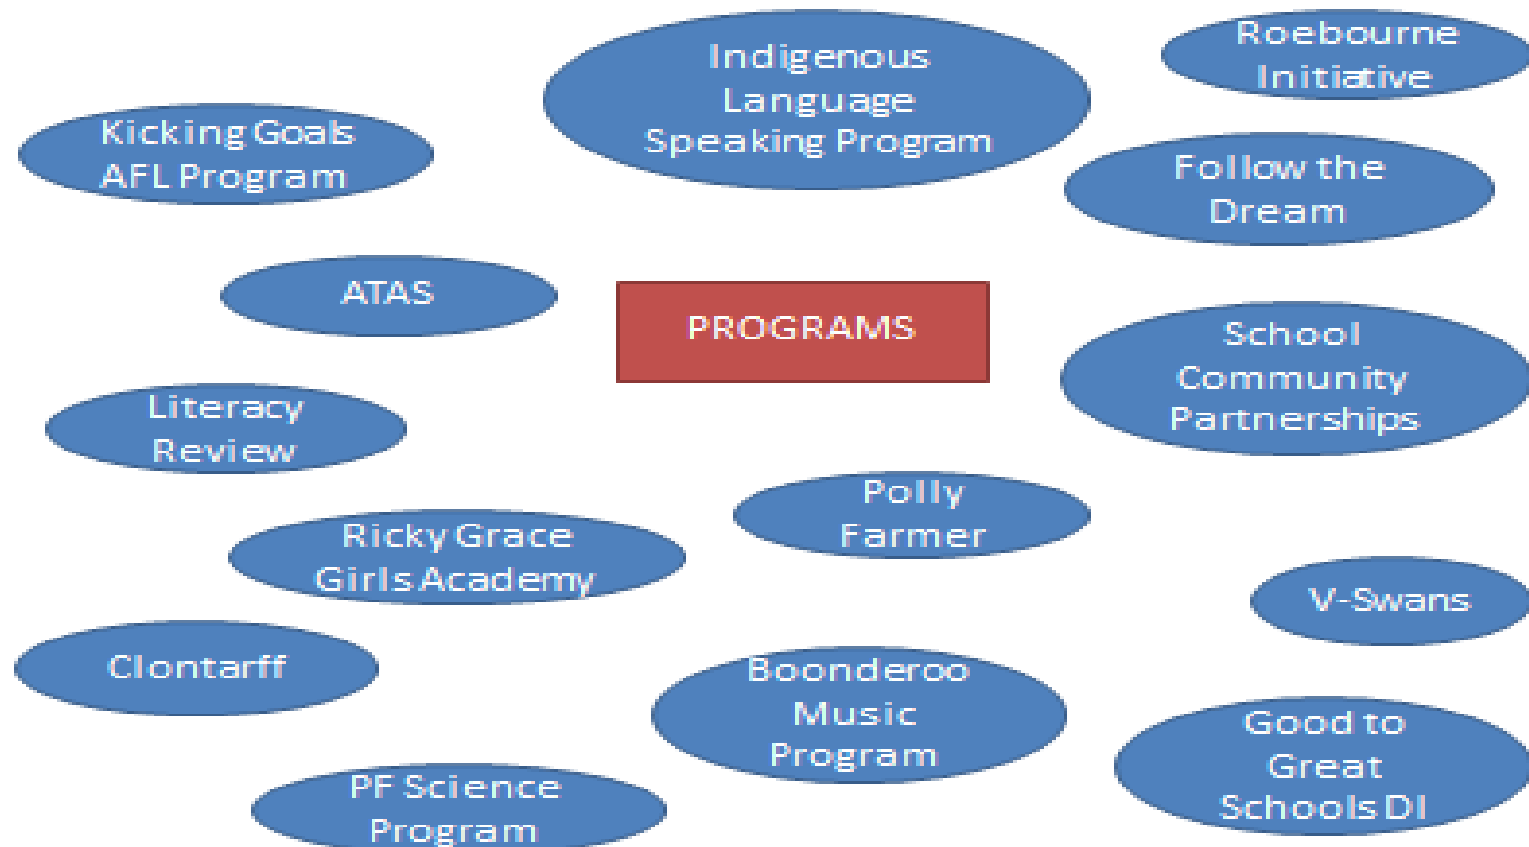 Indigenous
Language
Speaking Program
Roebourne
Initiative
Kicking Goals
AFL Program
Follow the
Dream
ATAS
PROGRAMS
School
Community
Partnerships
Literacy
Review
Polly
Farmer
Ricky Grace
Girls Academy
V-Swans
Clontarff
Boonderoo
Music
Program
Good to
Great
Schools DI
PF Science
Program